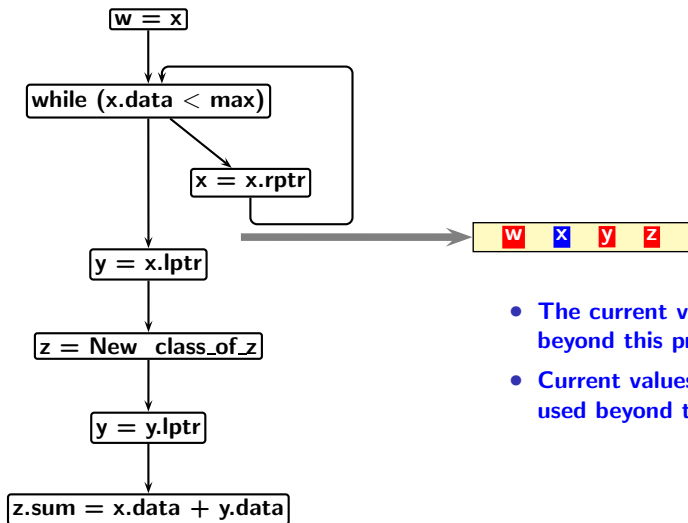 w = x
while (x.data < max)
x = x.rptr
w x y z
y = x.lptr
• The current v
beyond this pr
z = New class_of_z
• Current values
used beyond t
y = y.lptr
z.sum = x.data + y.data